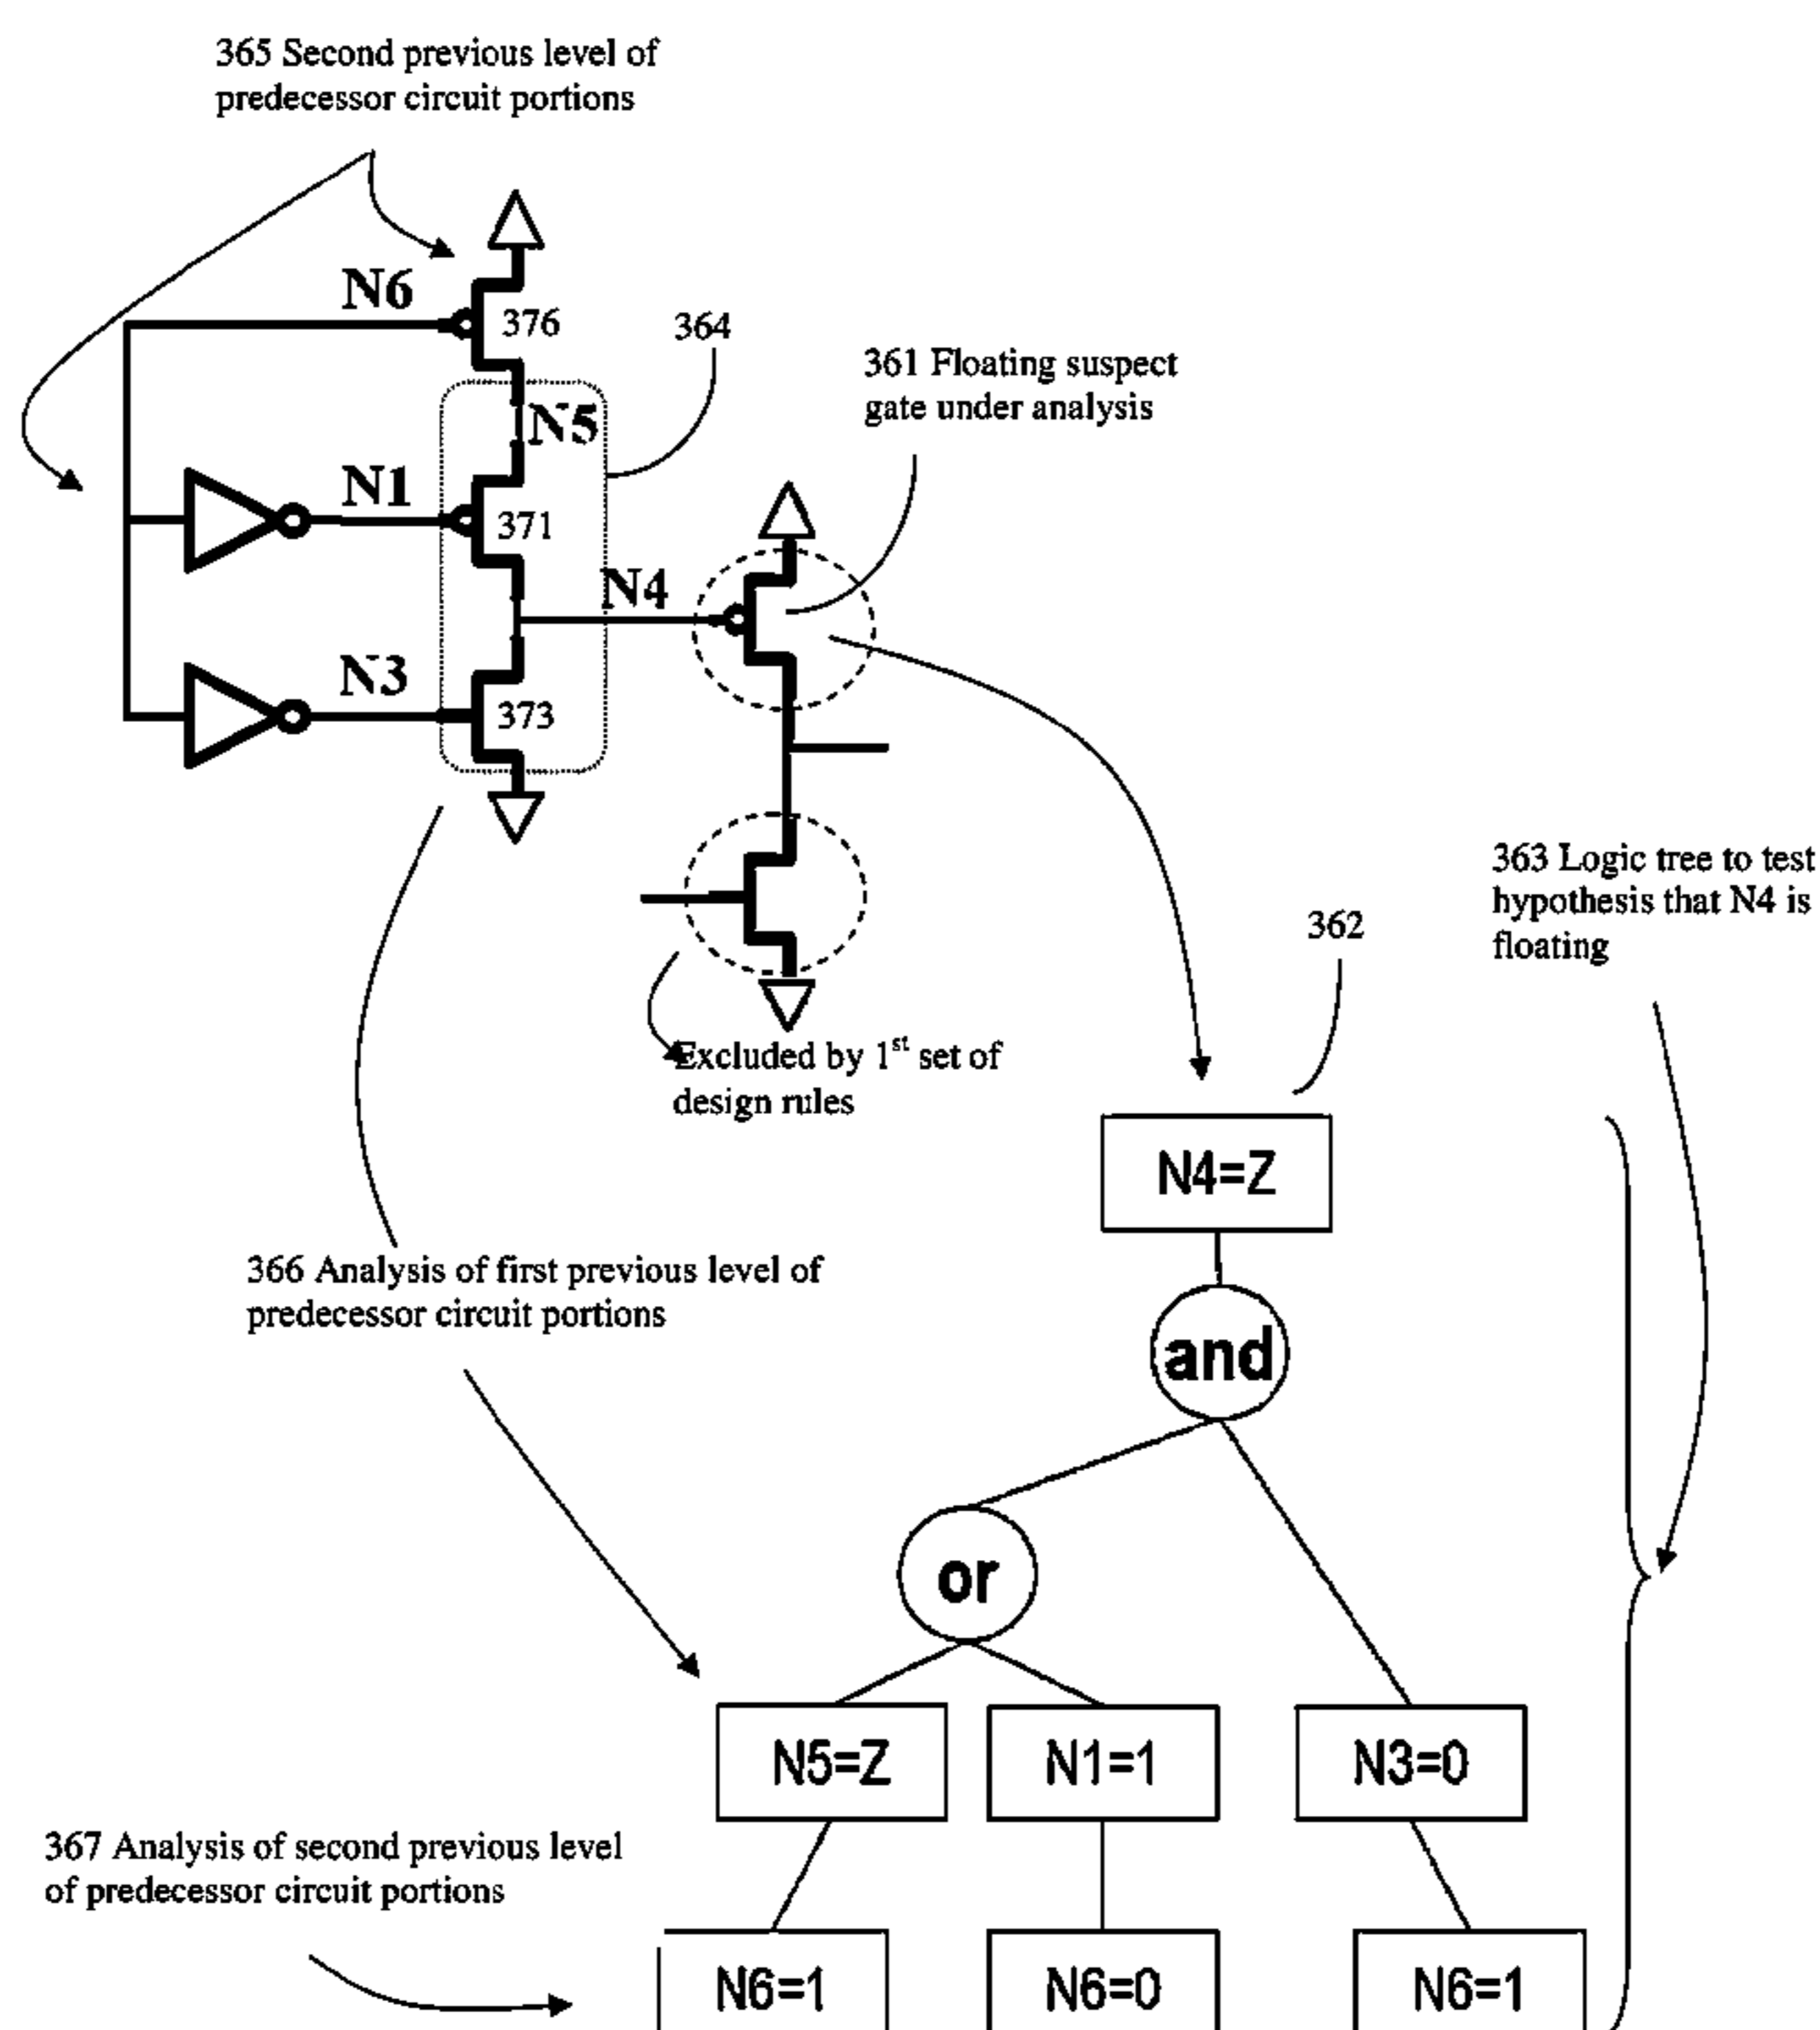 365 Second previous level of
predecessor circuit portions
N6
376
364
361 Floating suspect
gate under analysis
N5
N1
371
N4
N3
373
363 Logic tree to test
hypothesis that N4 is
floating
362
Excluded by 1st set of
design rules
N4=Z
366 Analysis of first previous level of
predecessor circuit portions
and
or
N5=Z
N1=1
N3=0
367 Analysis of second previous level
of predecessor circuit portions
N6=1
N6=0
N6=1